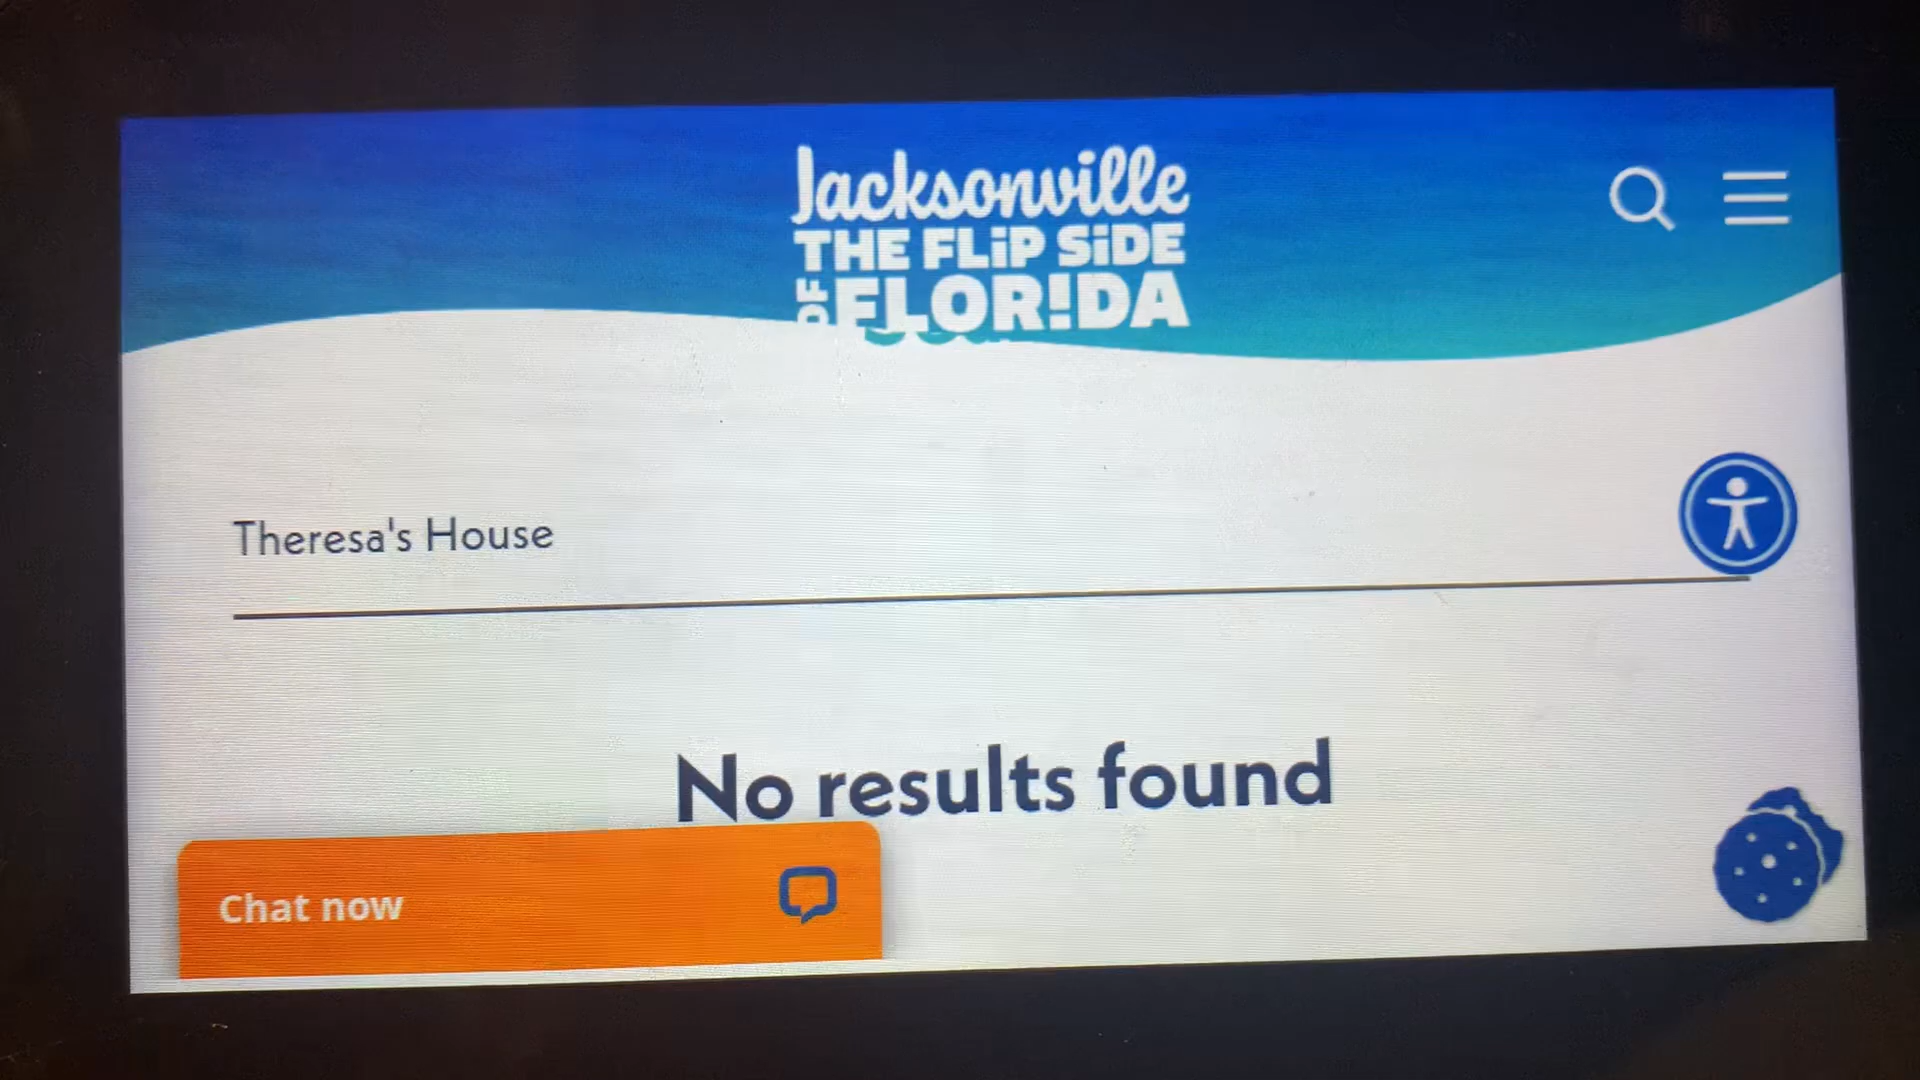 Jacksonville
THE FLiP SiDE
OF FLOR!DA
Theresa's House
No results found
Chat now